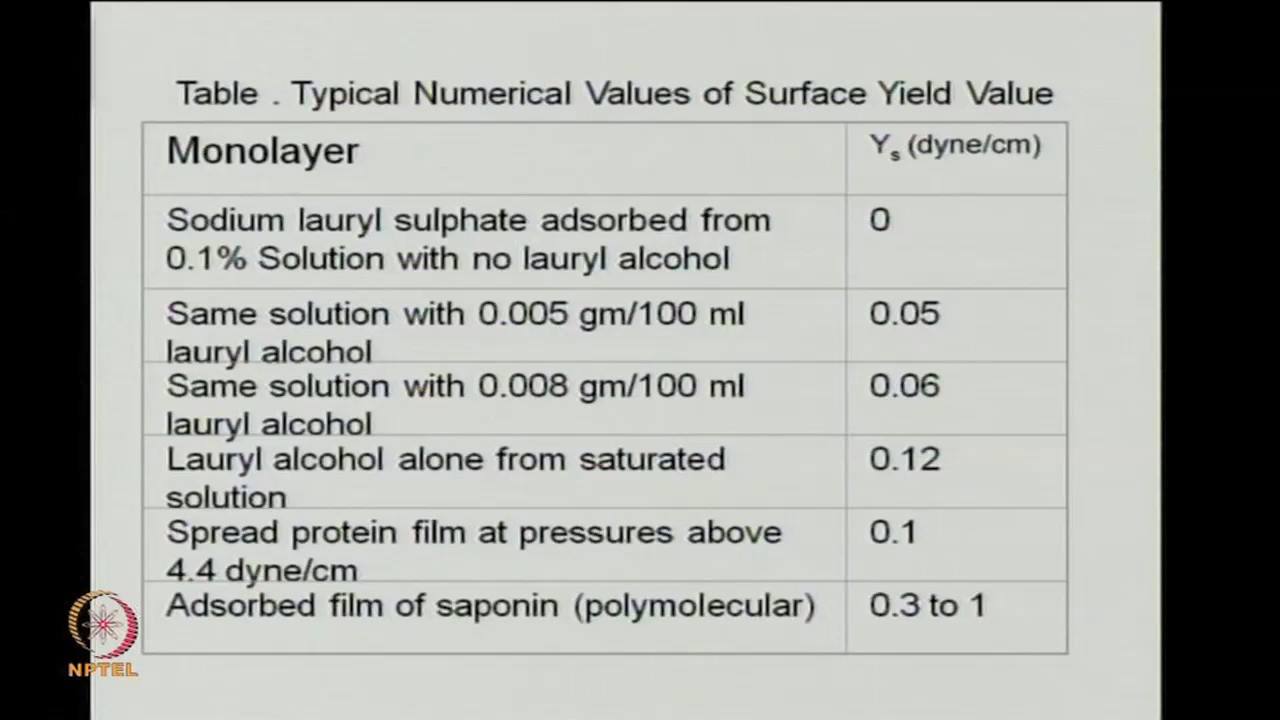 Table . Typical Numerical Values of Surface Yield Value
Monolayer
Ys (dyne/cm)
Sodium lauryl sulphate adsorbed from
0.1% Solution with no lauryl alcohol
0
Same solution with 0.005 gm/100 ml
lauryl alcohol
0.05
Same solution with 0.008 gm/100 ml
lauryl alcohol
0.06
Lauryl alcohol alone from saturated
solution
0.12
Spread protein film at pressures above
4.4 dyne/cm
0.1
Adsorbed film of saponin (polymolecular)
0.3 to 1
NPTEL